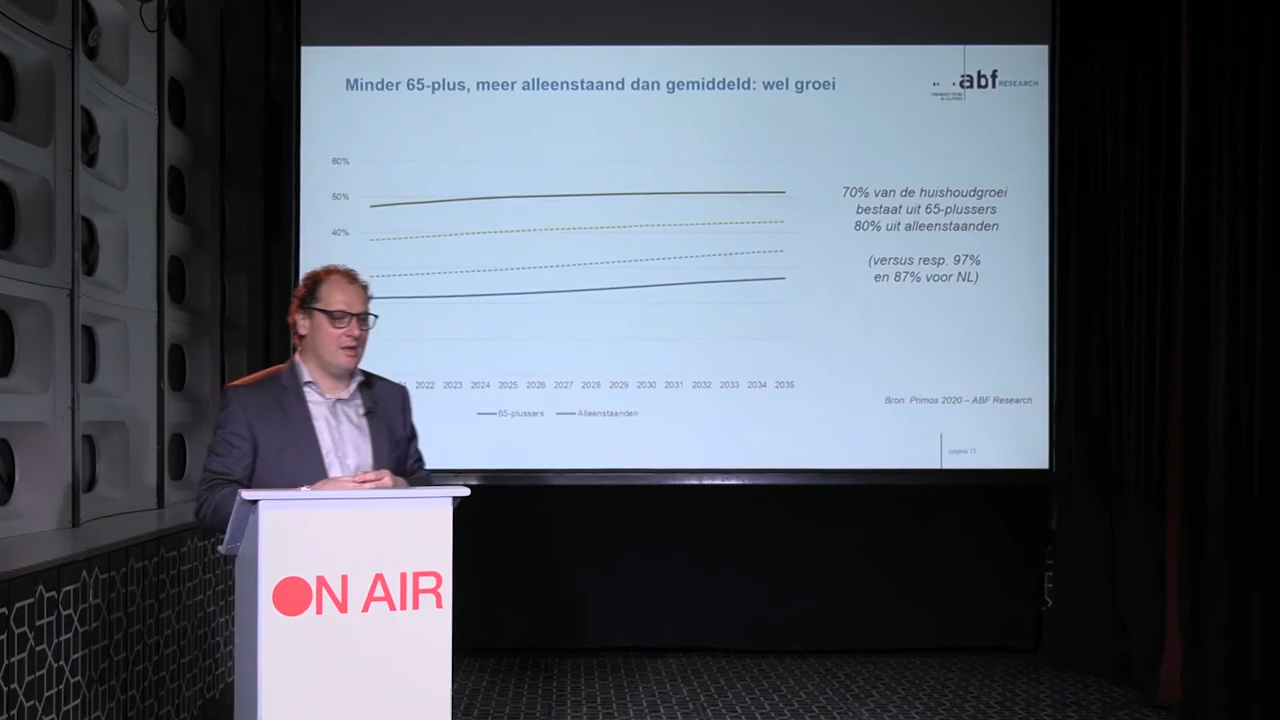 Minder 65-plus, meer alleenstaand dan gemiddeld: wel groei
abf RESEARCH
60%
50%
40%
70% van de huishoudgroei
bestaat uit 65-plussers
80% uit alleenstaanden
(versus resp. 97%
en 87% voor NL)
2022 2023 2024 2025 2026 2027 2028 2029 2030 2031 2032 2033 2034 2035
65-plussers Alleenstaanden
Bron: Primos 2020 – ABF Research
ON AIR